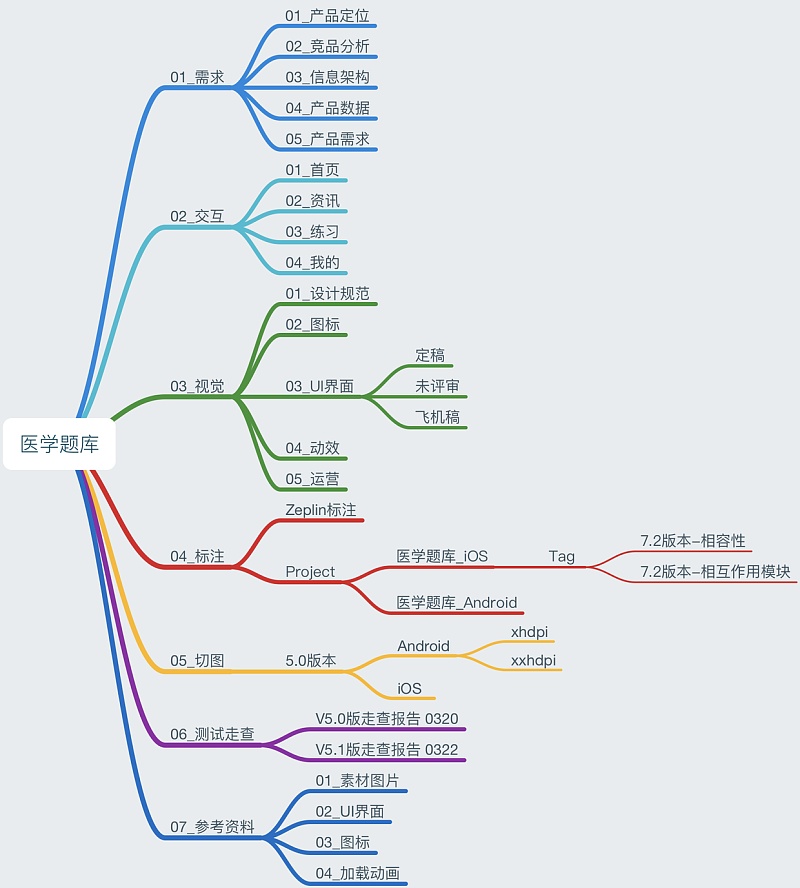 医学题库
01_需求
01_产品定位
02_竞品分析
03_信息架构
04_产品数据
05_产品需求
02_交互
01_首页
02_资讯
03_练习
04_我的
03_视觉
01_设计规范
02_图标
03_UI界面
定稿
未评审
飞机稿
04_动效
05_运营
04_标注
Zeplin标注
Project
医学题库_iOS
Tag
7.2版本-相容性
7.2版本-相互作用模块
医学题库_Android
05_切图
5.0版本
Android
xhdpi
xxhdpi
iOS
06_测试走查
V5.0版走查报告 0320
V5.1版走查报告 0322
07_参考资料
01_素材图片
02_UI界面
03_图标
04_加载动画